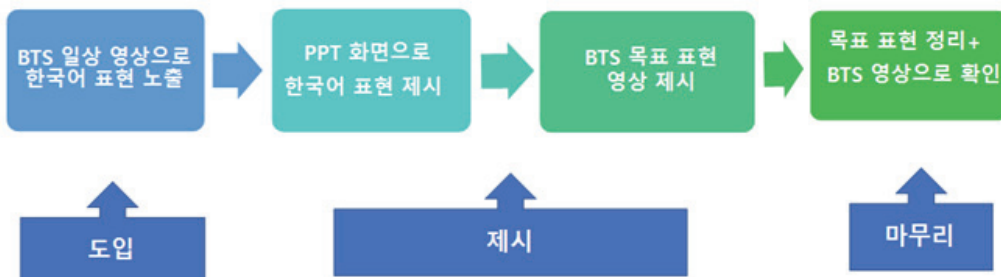 BTS 일상 영상으로
한국어 표현 노출
PPT 화면으로
한국어 표현 제시
BTS 목표 표현
영상 제시
목표 표현 정리+
BTS 영상으로 확인
도입
제시
마무리